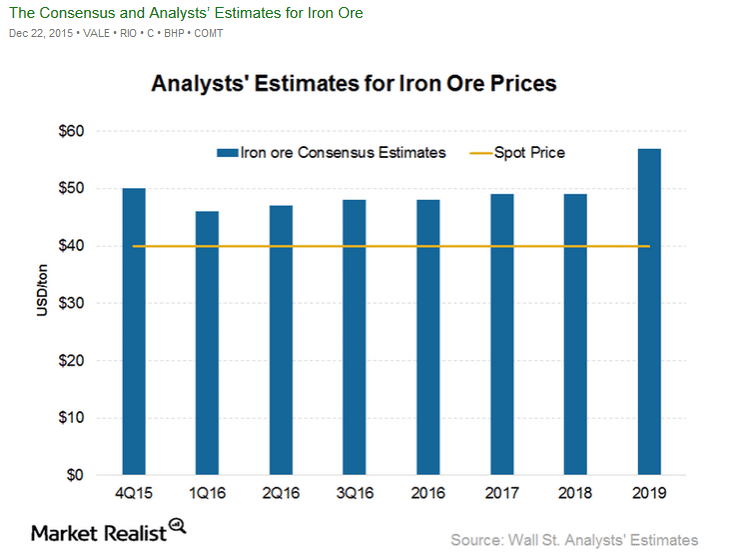 The Consensus and Analysts’ Estimates for Iron Ore
Dec 22, 2015 • VALE • RIO • C • BHP • COMT
Analysts' Estimates for Iron Ore Prices
Iron ore Consensus Estimates Spot Price
$60
$50
$40
$30
$20
$10
$0
USD/ton
4Q15 1Q16 2Q16 3Q16 2016 2017 2018 2019
Market Realist
Source: Wall St. Analysts' Estimates